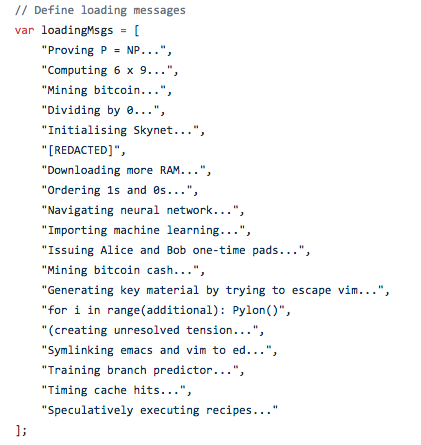 // Define loading messages
var loadingMsgs = [
"Proving P = NP...",
"Computing 6 x 9...",
"Mining bitcoin...",
"Dividing by 0...",
"Initialising Skynet...",
"[REDACTED]",
"Downloading more RAM...",
"Ordering 1s and 0s...",
"Navigating neural network...",
"Importing machine learning...",
"Issuing Alice and Bob one-time pads...",
"Mining bitcoin cash...",
"Generating key material by trying to escape vim...",
"for i in range(additional): Pylon()",
"(creating unresolved tension...",
"Symlinking emacs and vim to ed...",
"Training branch predictor...",
"Timing cache hits...",
"Speculatively executing recipes..."
];